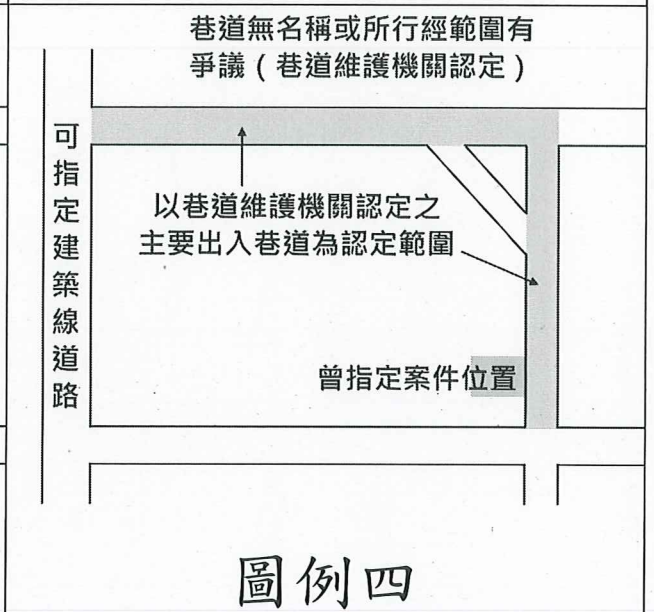 巷道無名稱或所行經範圍有
爭議（巷道維護機關認定）
可指定建築線道路
以巷道維護機關認定之
主要出入巷道為認定範圍
曾指定案件位置
圖例四